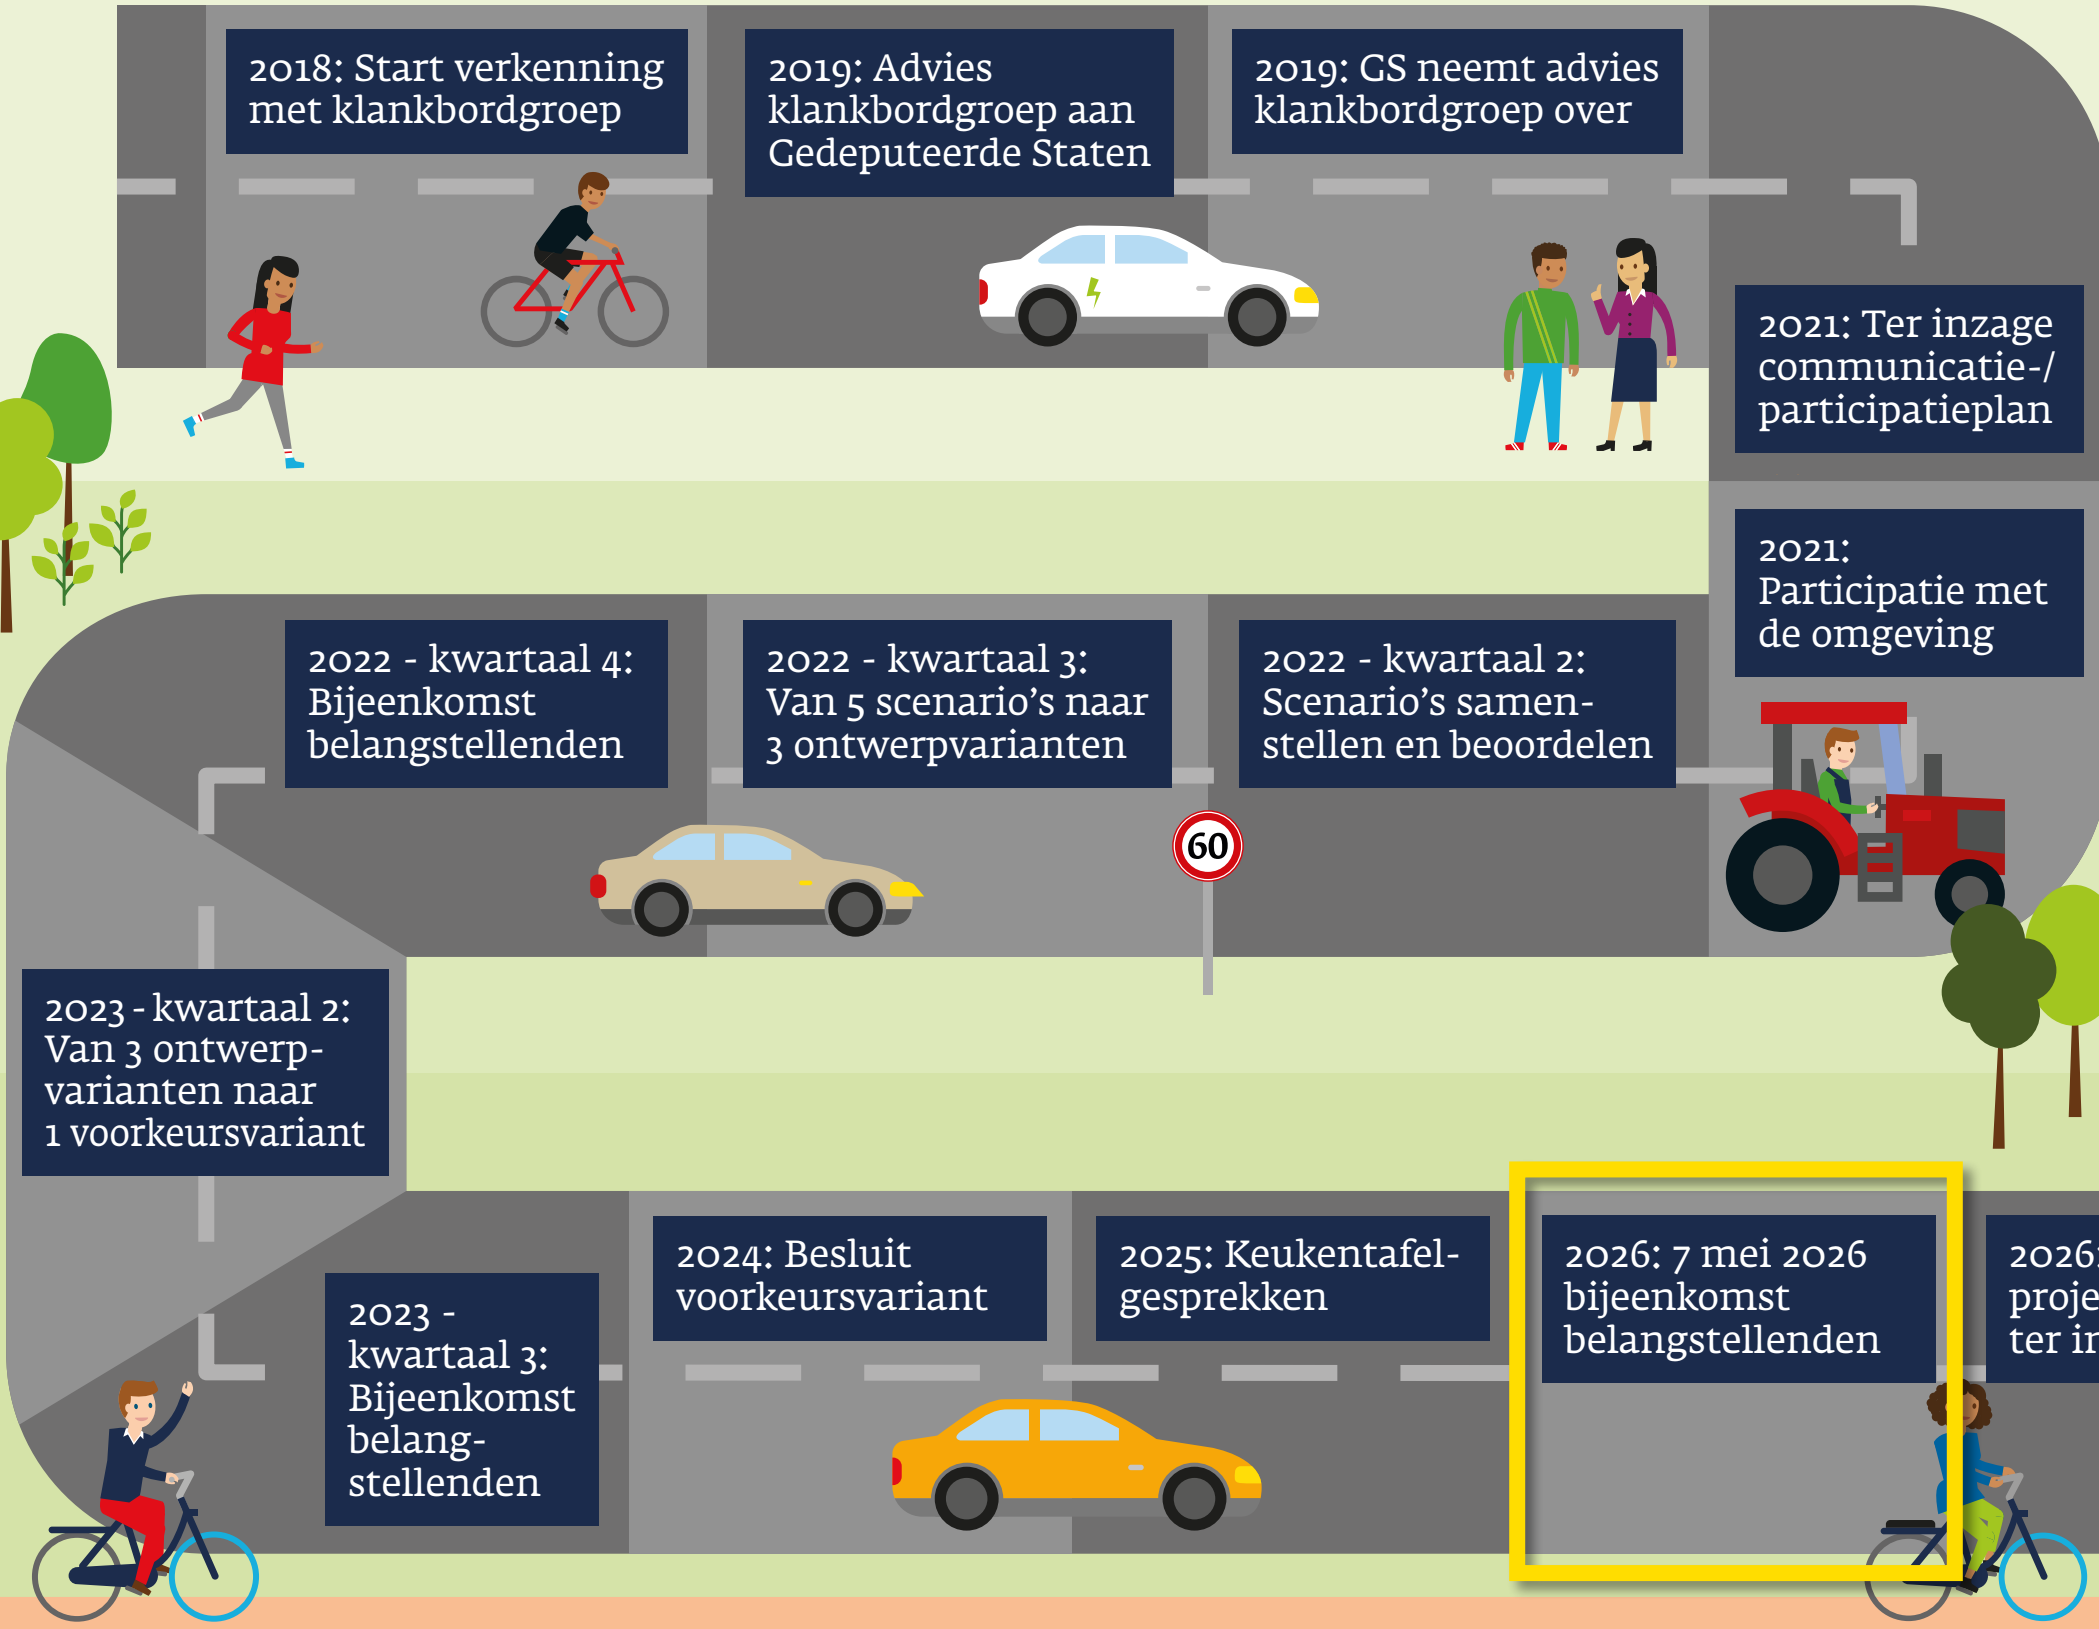 2018: Start verkenning
met klankbordgroep
2019: Advies
klankbordgroep aan
Gedeputeerde Staten
2019: GS neemt advies
klankbordgroep over
2021: Ter inzage
communicatie-/
participatieplan
2021:
Participatie met
de omgeving
2022 - kwartaal 2:
Scenario’s samen-
stellen en beoordelen
2022 - kwartaal 3:
Van 5 scenario’s naar
3 ontwerpvarianten
2022 - kwartaal 4:
Bijeenkomst
belangstellenden
60
2023 - kwartaal 2:
Van 3 ontwerp-
varianten naar
1 voorkeursvariant
2023 -
kwartaal 3:
Bijeenkomst
belang-
stellenden
2024: Besluit
voorkeursvariant
2025: Keukentafel-
gesprekken
2026: 7 mei 2026
bijeenkomst
belangstellenden
2026:
ter